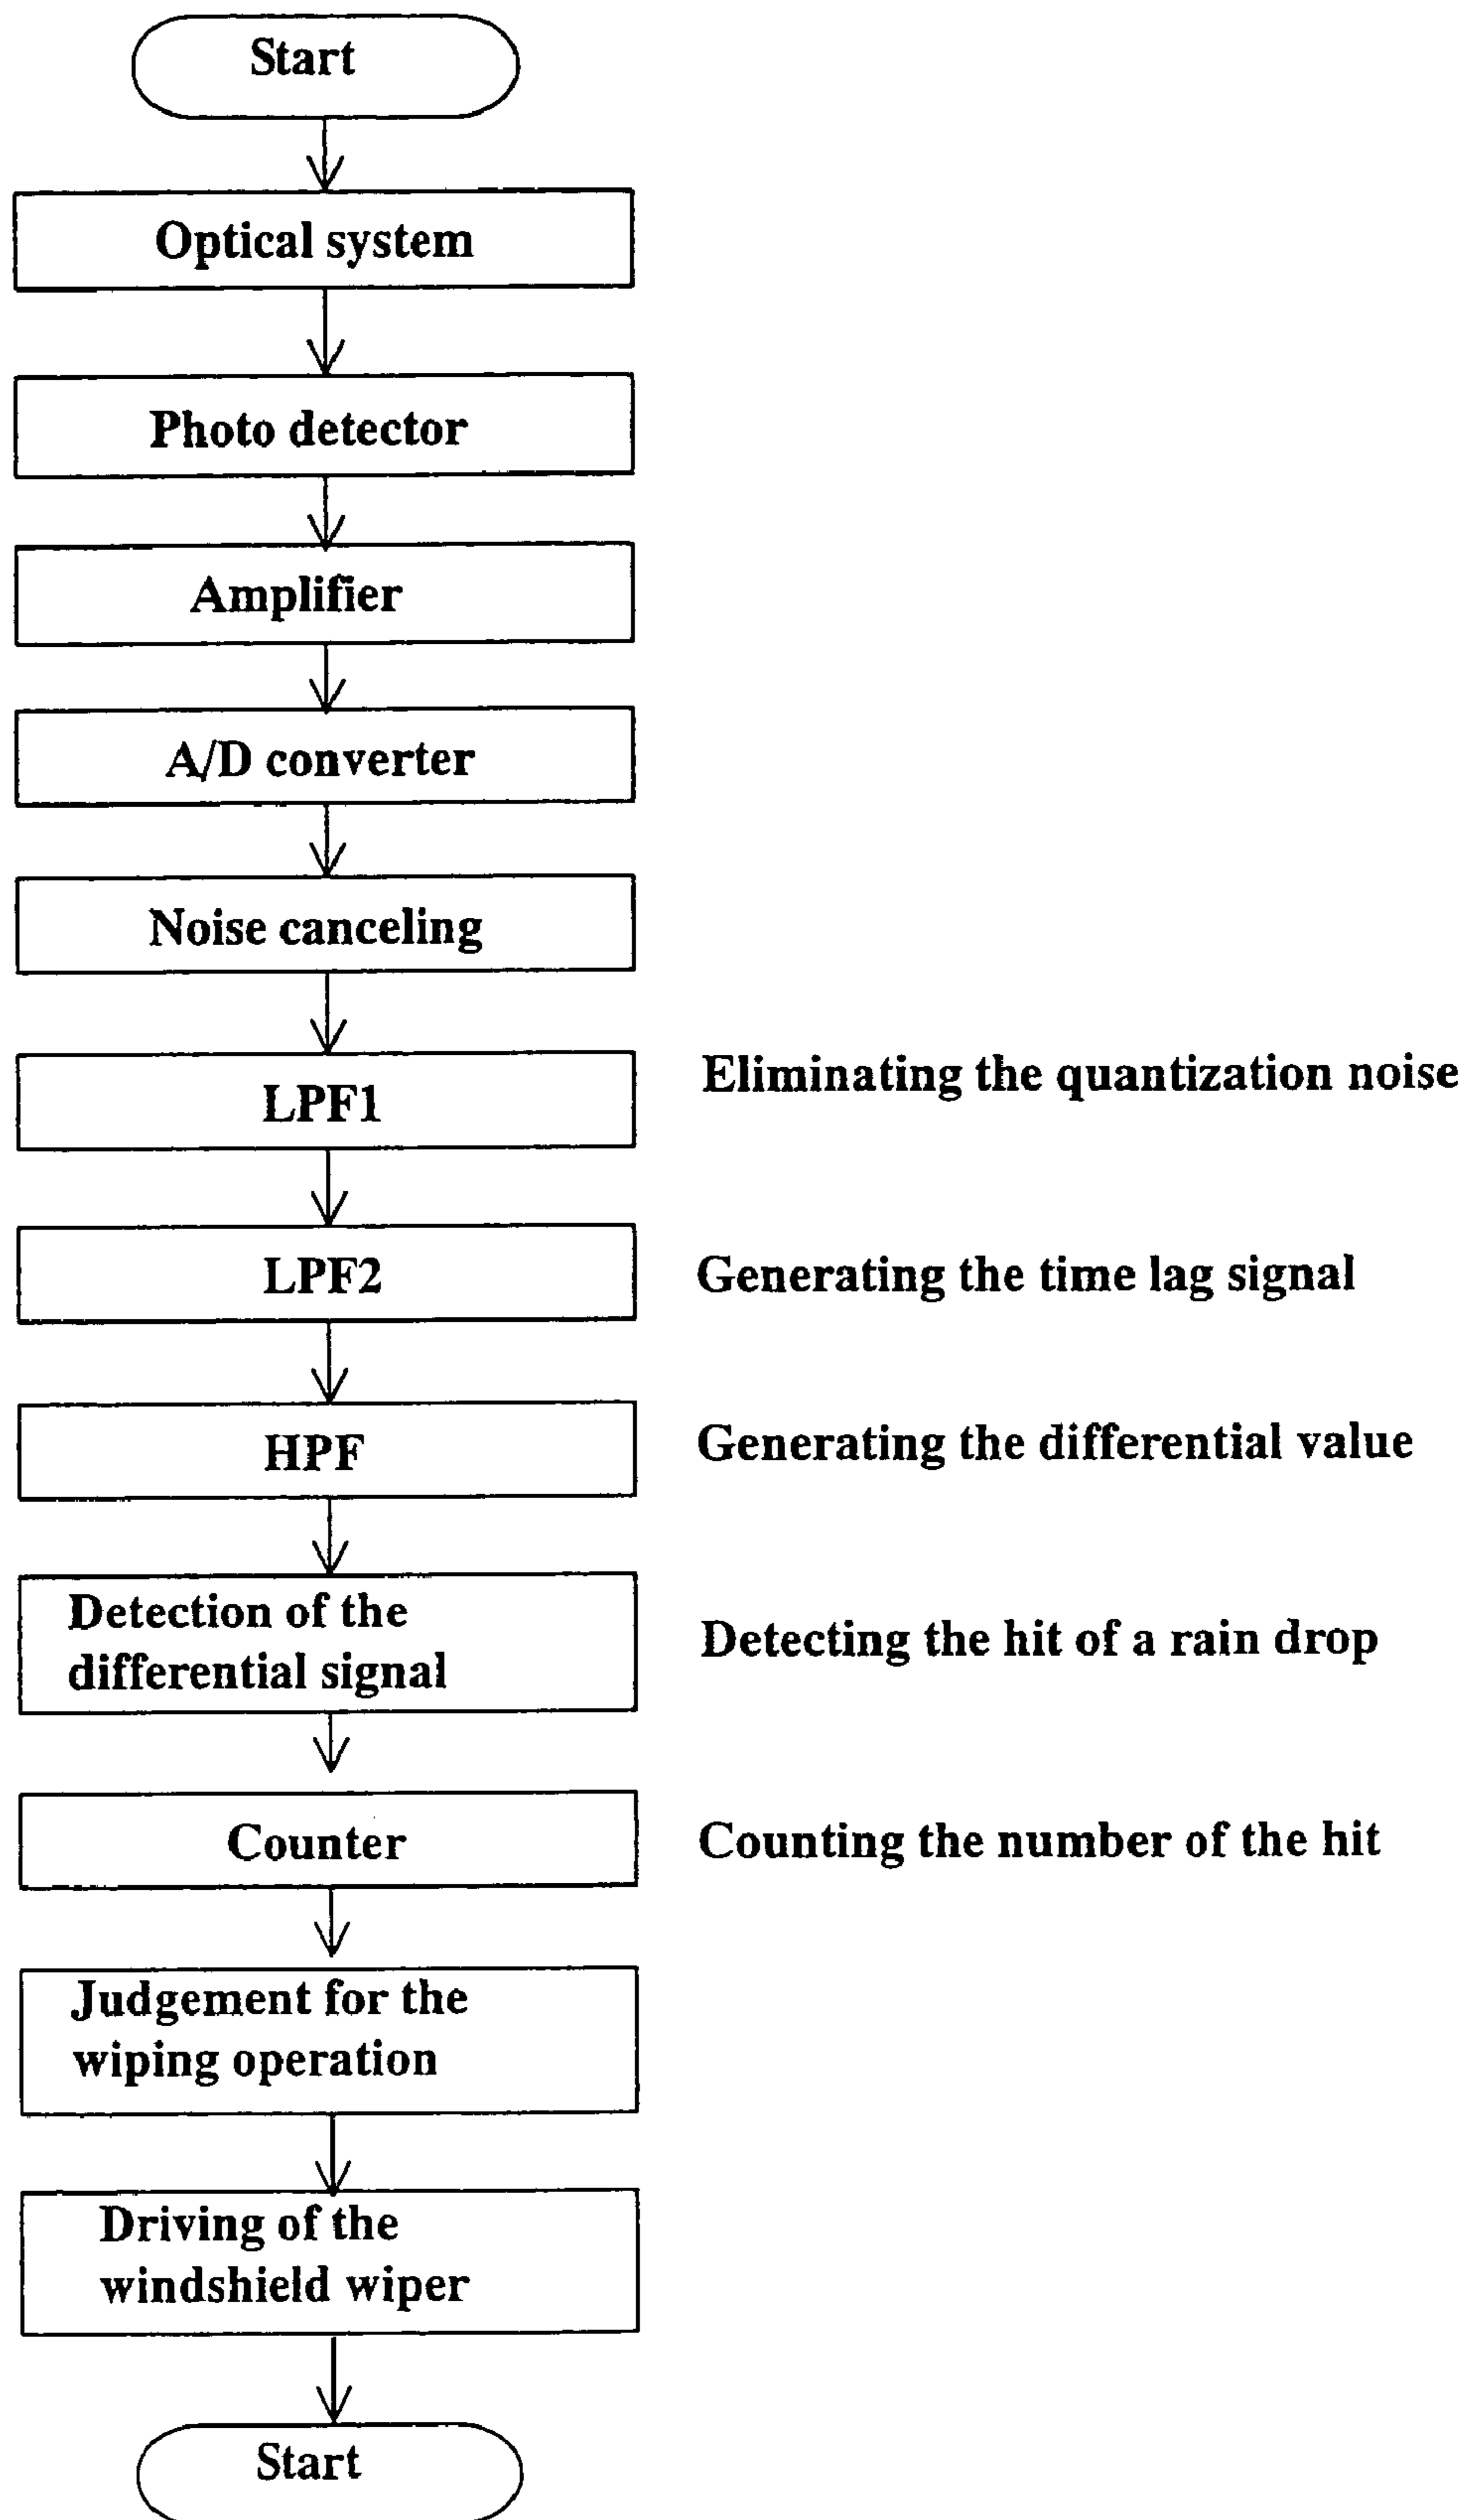 Start
Optical system
Photo detector
Amplifier
A/D converter
Noise canceling
LPF1
Eliminating the quantization noise
LPF2
Generating the time lag signal
HPF
Generating the differential value
Detection of the
differential signal
Detecting the hit of a rain drop
Counter
Counting the number of the hit
Judgement for the
wiping operation
Driving of the
windshield wiper
Start